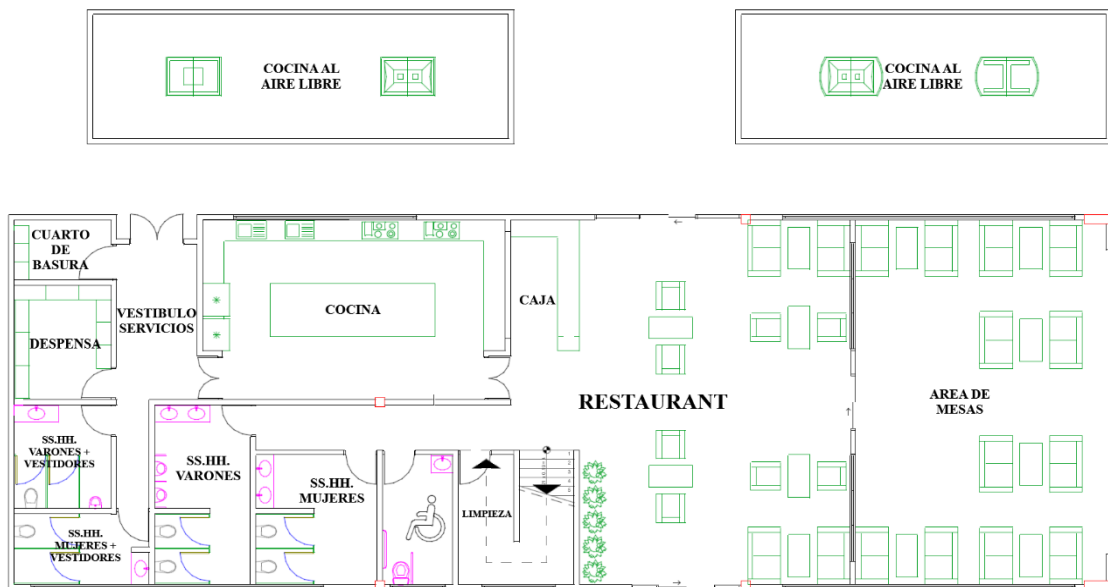 COCINA AL
AIRE LIBRE
COCINA AL
AIRE LIBRE
CUARTO
DE
BASURA
VESTIBULO
SERVICIOS
COCINA
CAJA
DESPENSA
RESTAURANT
AREA DE
MESAS
SS.HH.
VARONES +
VESTIDORES
SS.HH.
VARONES
SS.HH.
MUJERES
LIMPIEZA
SS.HH.
MUJERES +
VESTIDORES